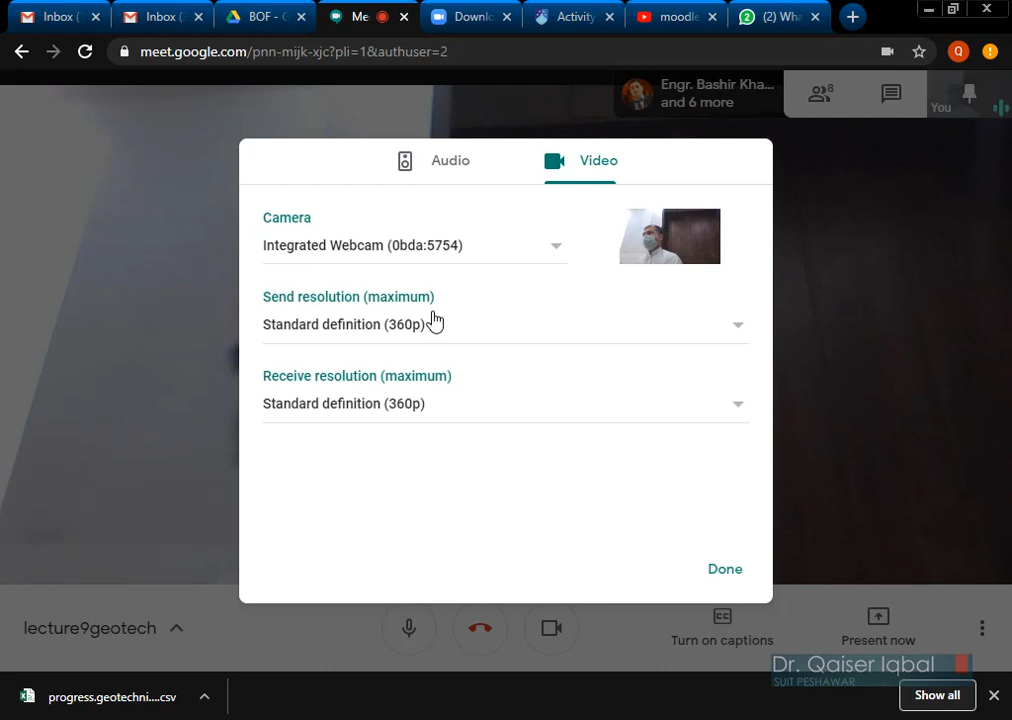 Inbox (
Inbox (
BOF - G
Me
Downlo
Activity
moodle
(2) Wha
meet.google.com/pnn-mijk-xjc?pli=1&authuser=2
Q
Engr. Bashir Kha...
and 6 more
8
You
Audio
Video
Camera
Integrated Webcam (0bda:5754)
Send resolution (maximum)
Standard definition (360p)
Receive resolution (maximum)
Standard definition (360p)
Done
lecture9geotech
CC
Turn on captions
Present now
Dr. Qaiser Iqbal
SUIT PESHAWAR
progress.geotechni....csv
Show all